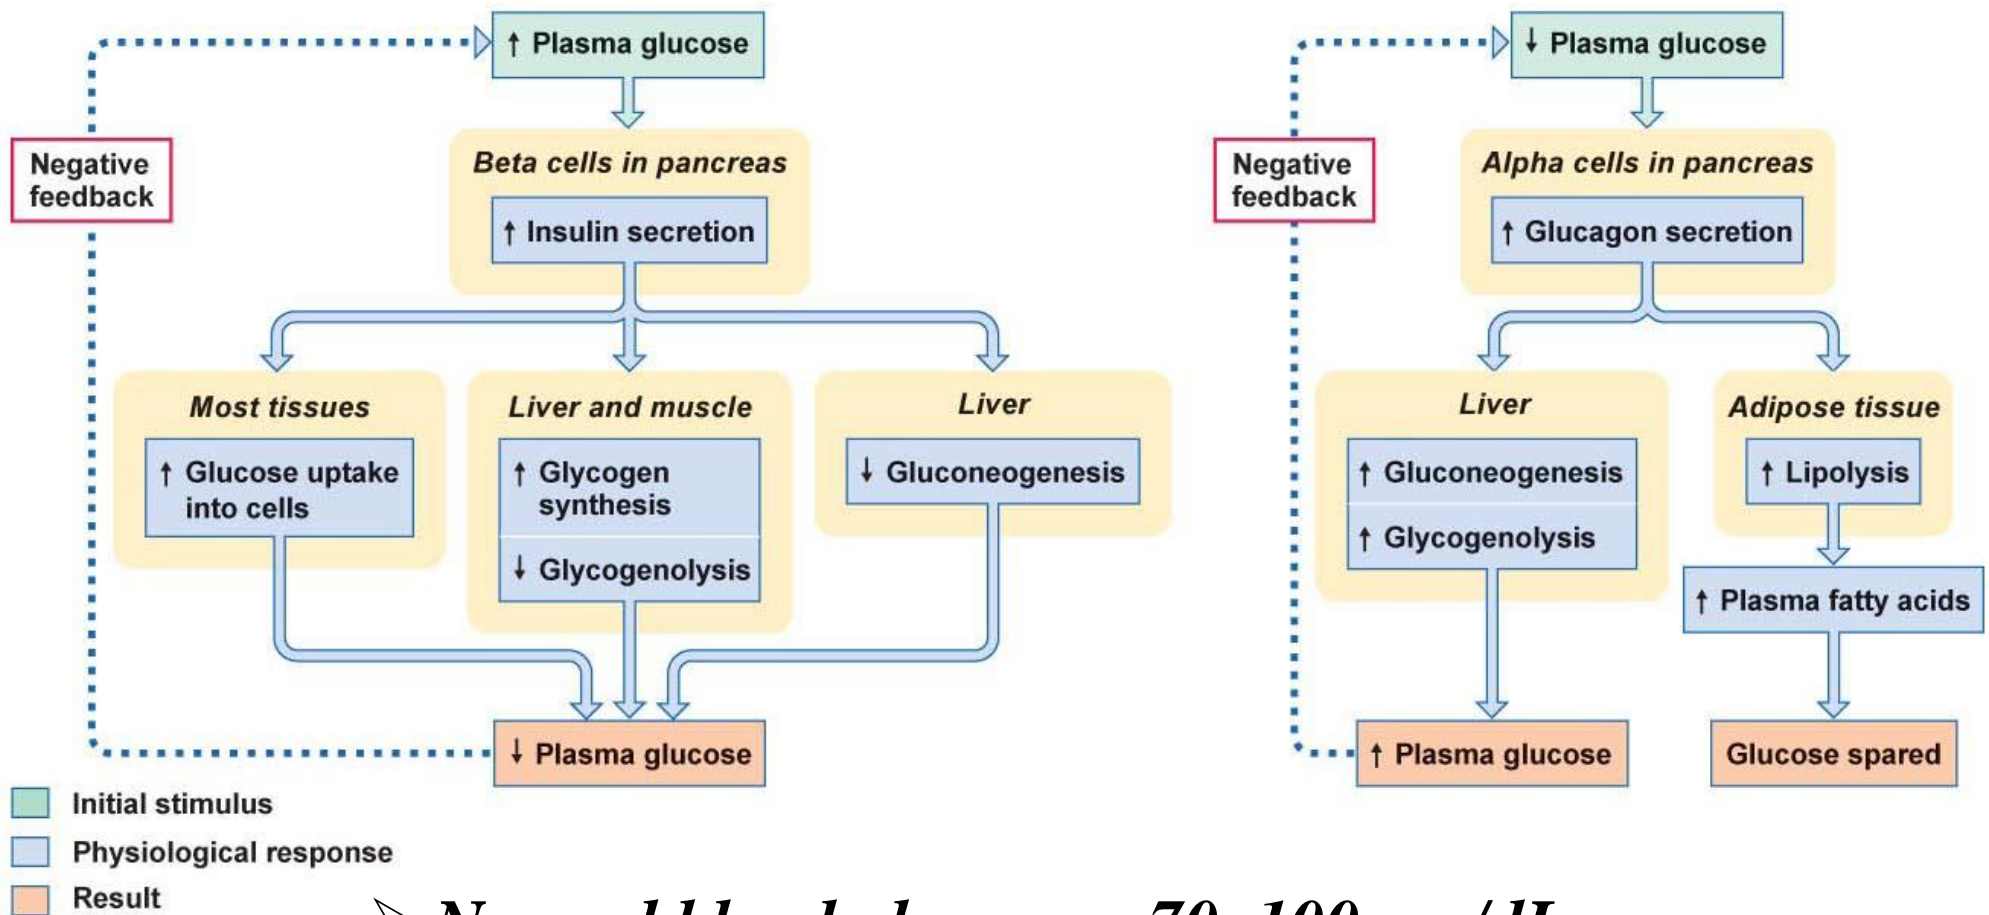 ↑ Plasma glucose
Negative
feedback
Beta cells in pancreas
↑ Insulin secretion
Most tissues
↑ Glucose uptake
into cells
Liver and muscle
↑ Glycogen
synthesis
↓ Glycogenolysis
Liver
↓ Gluconeogenesis
↓ Plasma glucose
↓ Plasma glucose
Negative
feedback
Alpha cells in pancreas
↑ Glucagon secretion
Liver
↑ Gluconeogenesis
↑ Glycogenolysis
Adipose tissue
↑ Lipolysis
↑ Plasma fatty acids
↑ Plasma glucose
Glucose spared
Initial stimulus
Physiological response
Result